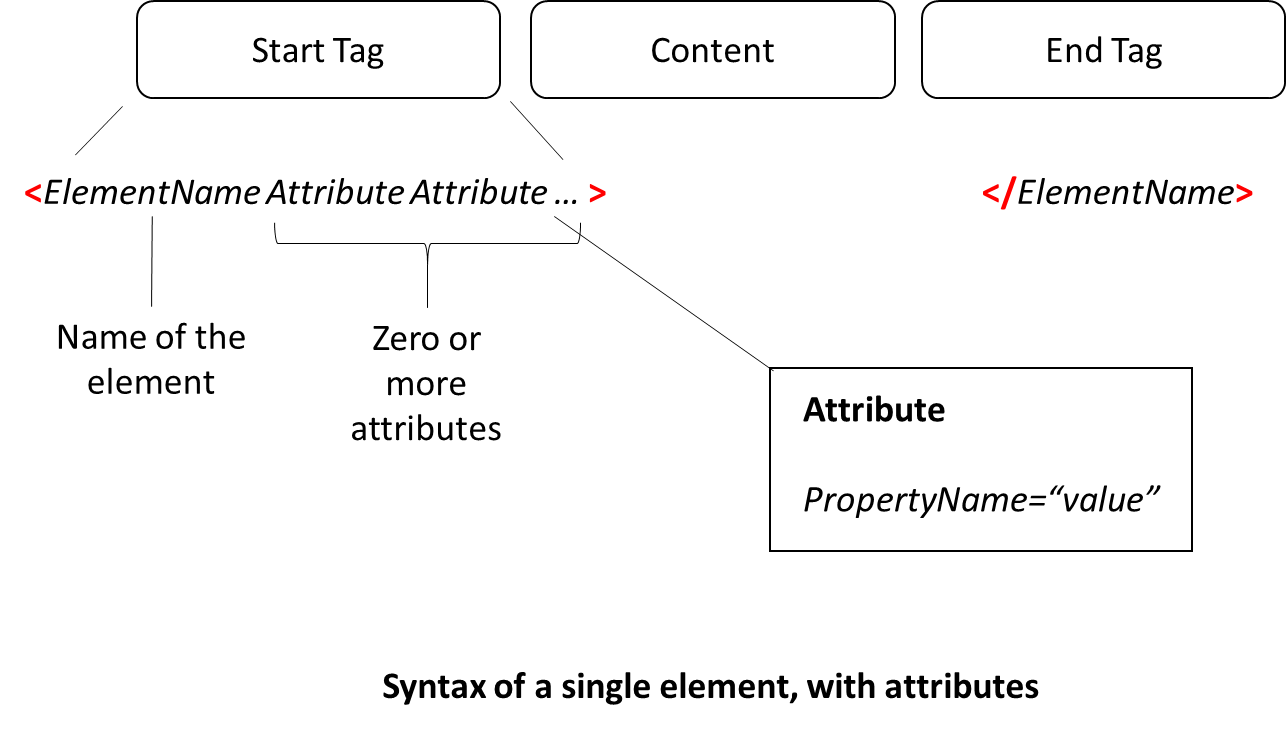 Start Tag
Content
End Tag
<ElementName Attribute Attribute … >
</ElementName>
Name of the
element
Zero or
more
attributes
Attribute
PropertyName=“value”
Syntax of a single element, with attributes